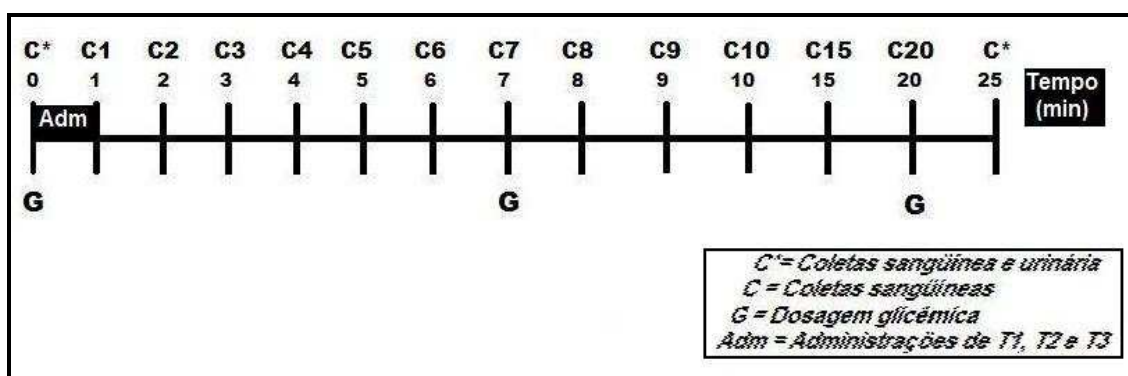 C* C1 C2 C3 C4 C5 C6 C7 C8 C9 C10 C15 C20 C*
0 1 2 3 4 5 6 7 8 9 10 15 20 25 Tempo
(min)
Adm
G G G
C*= Coletas sangüínea e urinária
C = Coletas sangüíneas
G = Dosagem glicêmica
Adm = Administrações de T1, T2 e T3